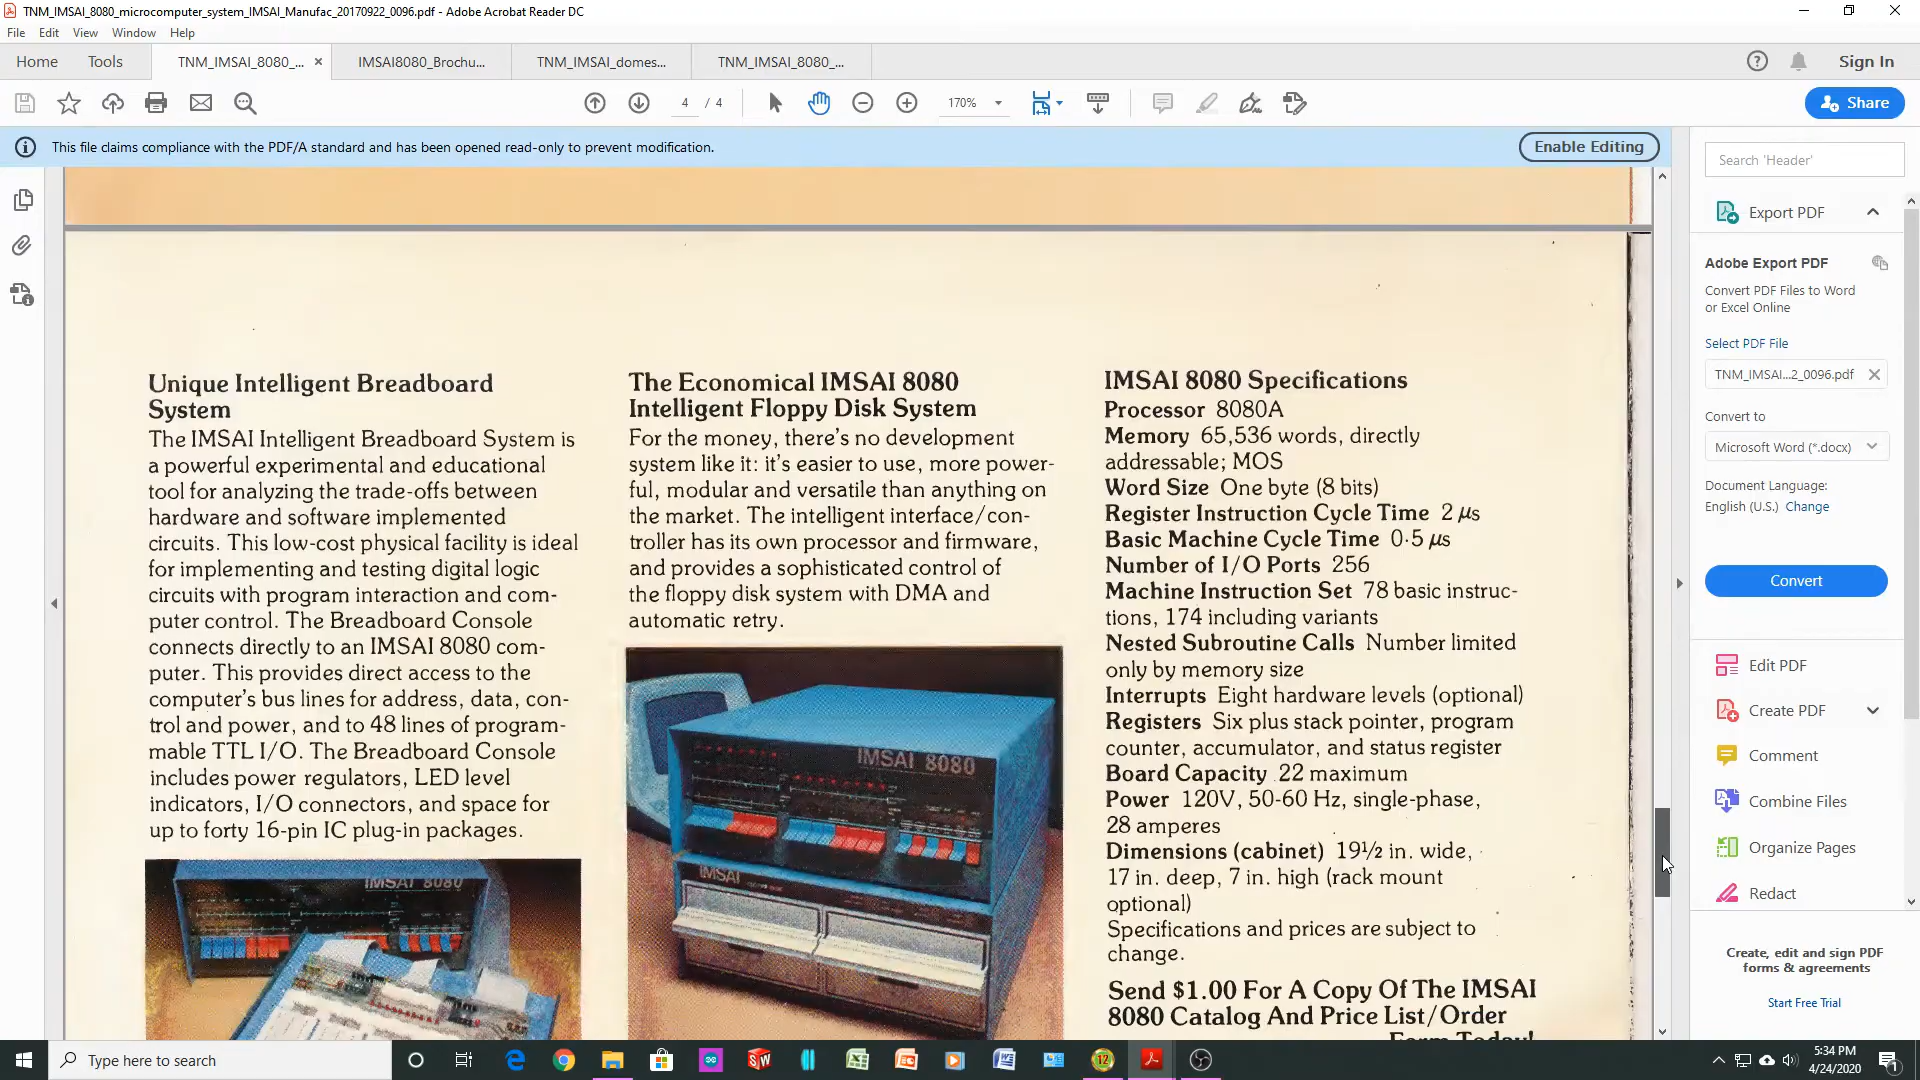 TNM_IMSAI_8080_microcomputer_system_IMSAI_Manufac_20170922_0096.pdf - Adobe Acrobat Reader DC
File Edit View Window Help
Home Tools TNM_IMSAI_8080_... × IMSAI8080_Brochu... TNM_IMSAI_domes... TNM_IMSAI_8080_... Sign In
4 / 4 170% Share
This file claims compliance with the PDF/A standard and has been opened read-only to prevent modification. Enable Editing
Unique Intelligent Breadboard
System
The IMSAI Intelligent Breadboard System is
a powerful experimental and educational
tool for analyzing the trade-offs between
hardware and software implemented
circuits. This low-cost physical facility is ideal
for implementing and testing digital logic
circuits with program interaction and com-
puter control. The Breadboard Console
connects directly to an IMSAI 8080 com-
puter. This provides direct access to the
computer's bus lines for address, data, con-
trol and power, and to 48 lines of program-
mable TTL I/O. The Breadboard Console
includes power regulators, LED level
indicators, I/O connectors, and space for
up to forty 16-pin IC plug-in packages.
IMSAI 8080
The Economical IMSAI 8080
Intelligent Floppy Disk System
For the money, there's no development
system like it: it's easier to use, more power-
ful, modular and versatile than anything on
the market. The intelligent interface/con-
troller has its own processor and firmware,
and provides a sophisticated control of
the floppy disk system with DMA and
automatic retry.
IMSAI 8080
IMSAI
IMSAI 8080 Specifications
Processor 8080A
Memory 65,536 words, directly
addressable; MOS
Word Size One byte (8 bits)
Register Instruction Cycle Time 2 μs
Basic Machine Cycle Time 0·5 μs
Number of I/O Ports 256
Machine Instruction Set 78 basic instruc-
tions, 174 including variants
Nested Subroutine Calls Number limited
only by memory size
Interrupts Eight hardware levels (optional)
Registers Six plus stack pointer, program
counter, accumulator, and status register
Board Capacity 22 maximum
Power 120V, 50-60 Hz, single-phase,
28 amperes
Dimensions (cabinet) 19½ in. wide,
17 in. deep, 7 in. high (rack mount
optional)
Specifications and prices are subject to
change.
Send $1.00 For A Copy Of The IMSAI
8080 Catalog And Price List/Order
Form Today!
Search 'Header'
Export PDF
Adobe Export PDF
Convert PDF Files to Word
or Excel Online
Select PDF File
TNM_IMSAI...2_0096.pdf
Convert to
Microsoft Word (*.docx)
Document Language:
English (U.S.) Change
Convert
Edit PDF
Create PDF
Comment
Combine Files
Organize Pages
Redact
Create, edit and sign PDF
forms & agreements
Start Free Trial
Type here to search
12
5:34 PM
4/24/2020
1